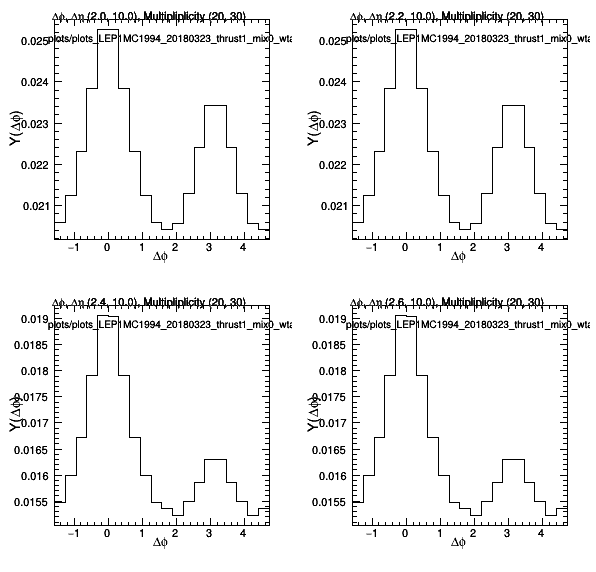 Δϕ, Δη (2.0, 10.0), Multipliplicity (20, 30)
plots/plots_LEP1MC1994_20180323_thrust1_mix0_wta
Y(Δϕ)
0.025
0.024
0.023
0.022
0.021
−1 0 1 2 3 4
Δϕ
Δϕ, Δη (2.2, 10.0), Multipliplicity (20, 30)
plots/plots_LEP1MC1994_20180323_thrust1_mix0_wta
Y(Δϕ)
0.025
0.024
0.023
0.022
0.021
−1 0 1 2 3 4
Δϕ
Δϕ, Δη (2.4, 10.0), Multipliplicity (20, 30)
plots/plots_LEP1MC1994_20180323_thrust1_mix0_wta
Y(Δϕ)
0.019
0.0185
0.018
0.0175
0.017
0.0165
0.016
0.0155
−1 0 1 2 3 4
Δϕ
Δϕ, Δη (2.6, 10.0), Multipliplicity (20, 30)
plots/plots_LEP1MC1994_20180323_thrust1_mix0_wta
Y(Δϕ)
0.019
0.0185
0.018
0.0175
0.017
0.0165
0.016
0.0155
−1 0 1 2 3 4
Δϕ